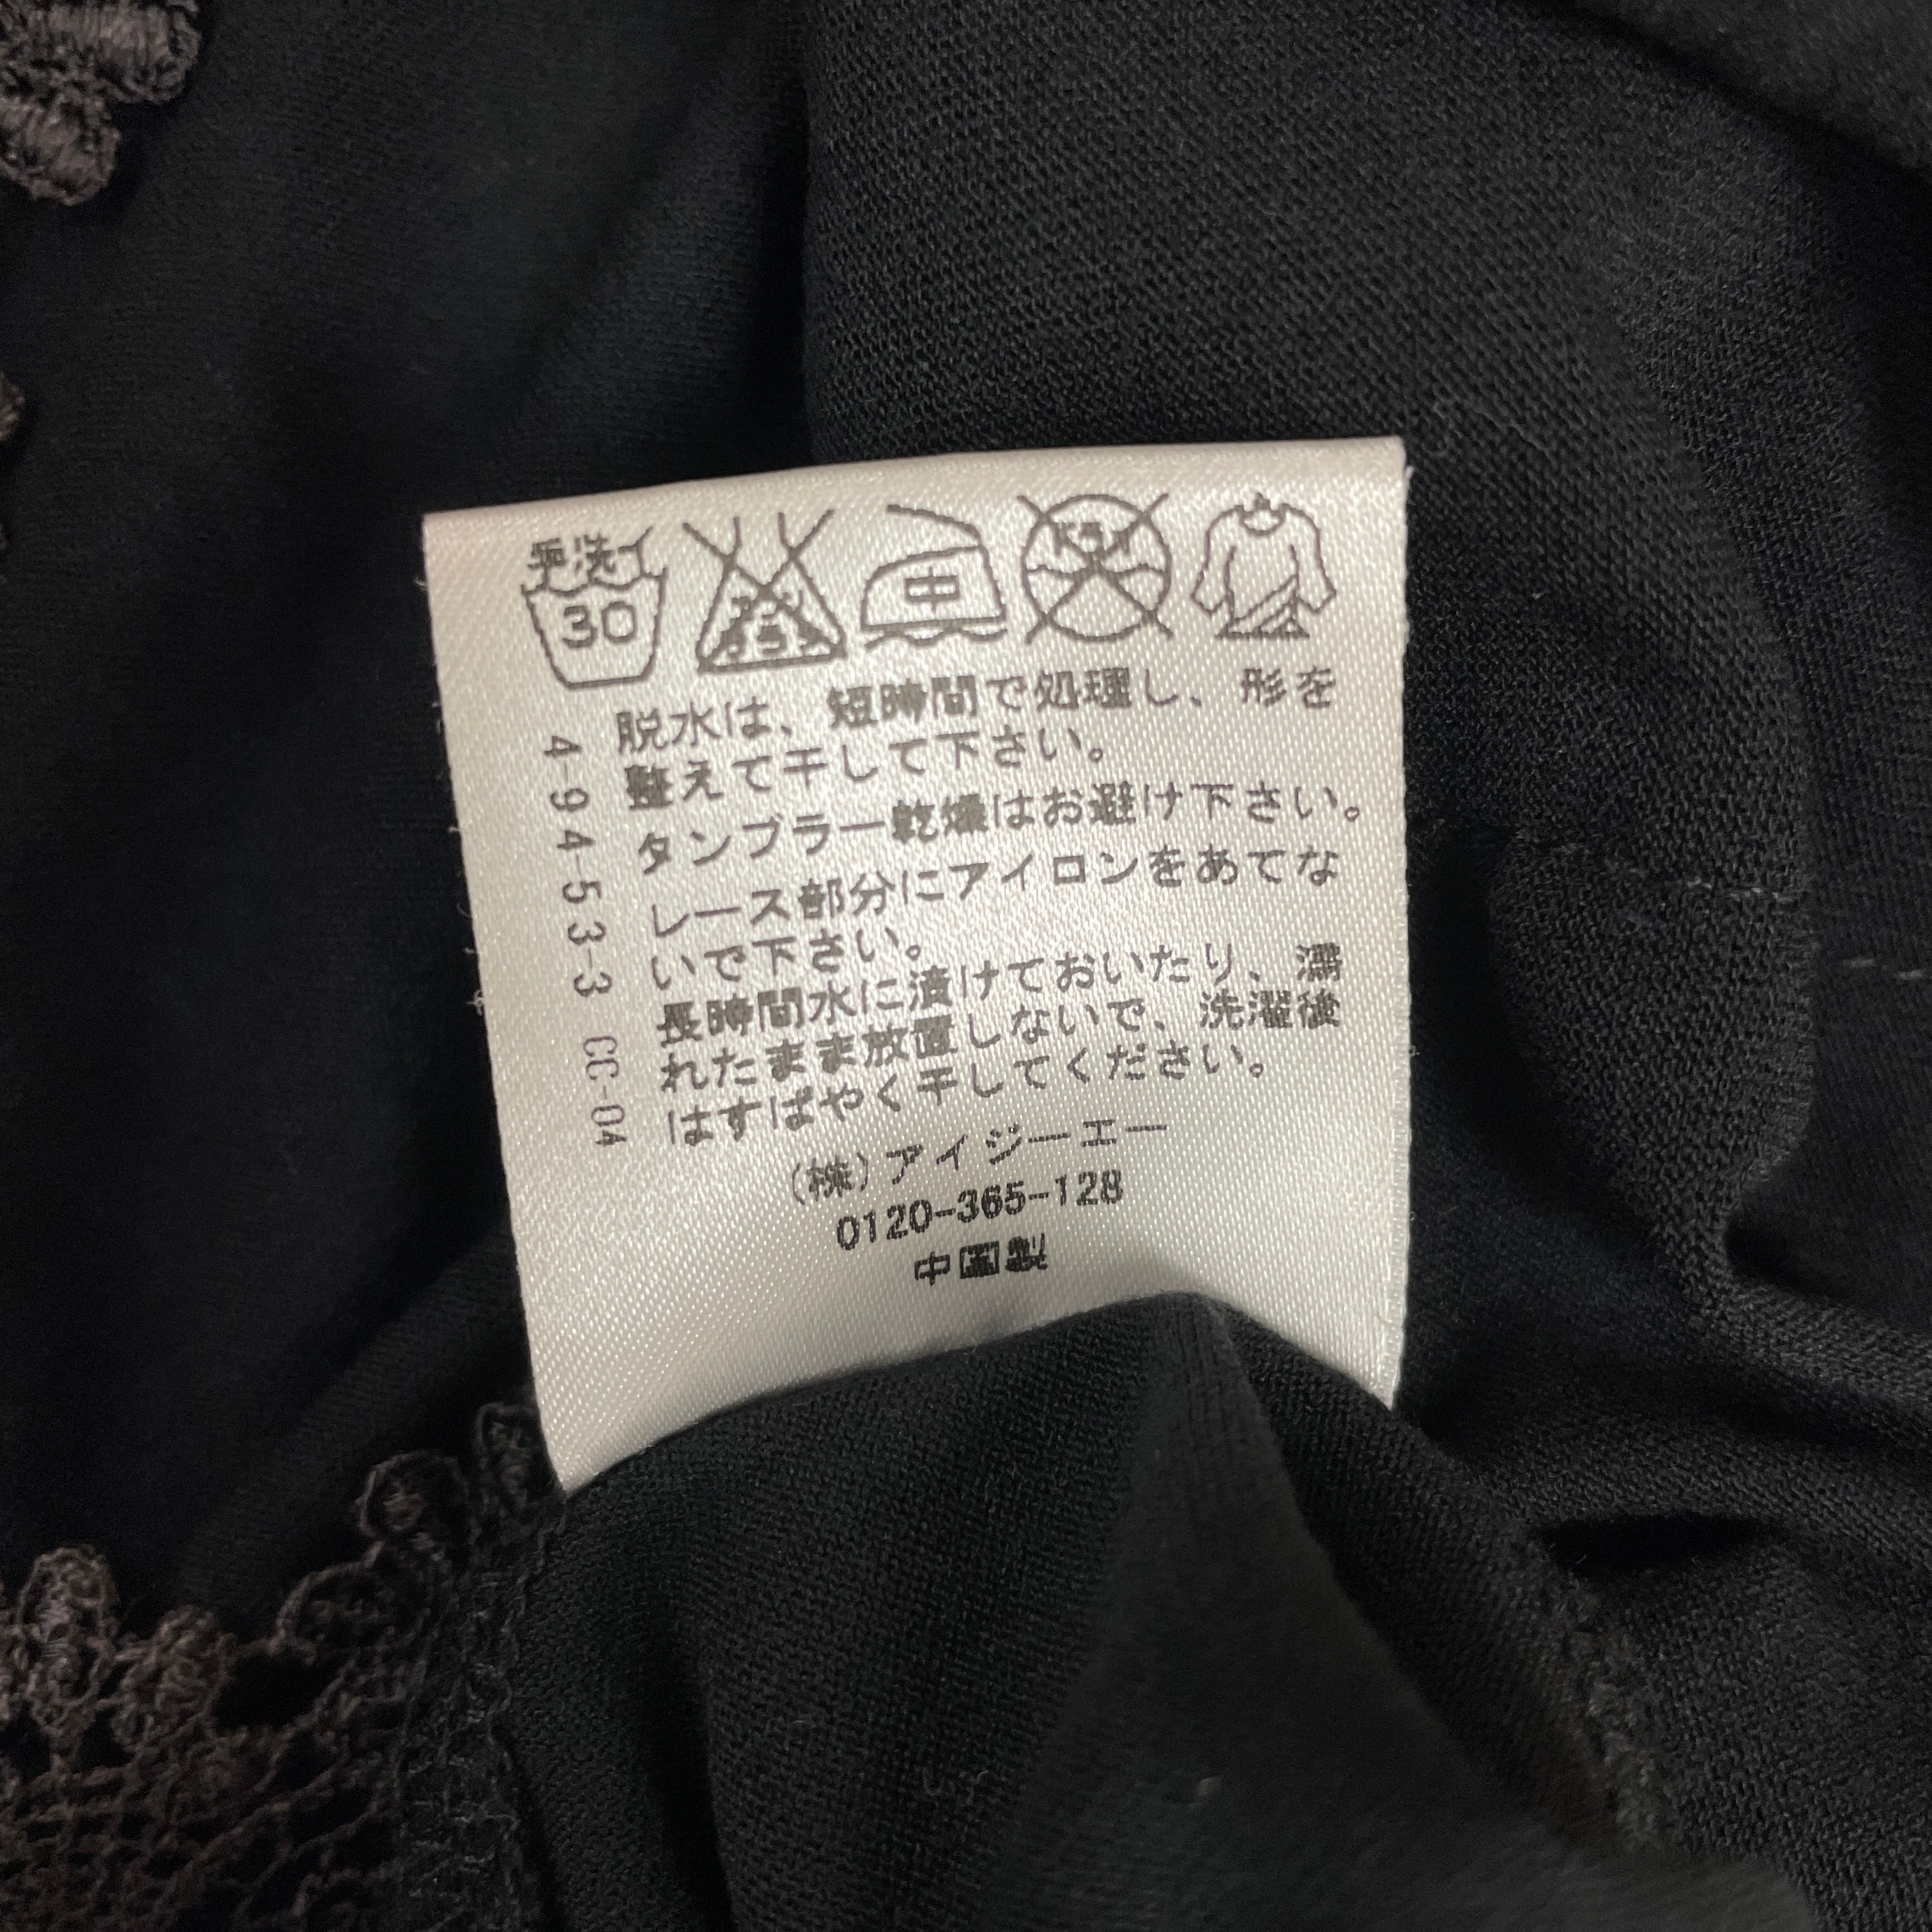 手洗
30
中
脱水は、短時間で処理し、形を
整えて干して下さい。
タンブラー乾燥はお避け下さい。
レース部分にアイロンをあてな
いで下さい。
長時間水に漬けておいたり、濡
れたまま放置しないで、洗濯後
はすばやく干してください。
(株)アイジーエー
0120-365-128
中国製
4-94-53-3 CC-04